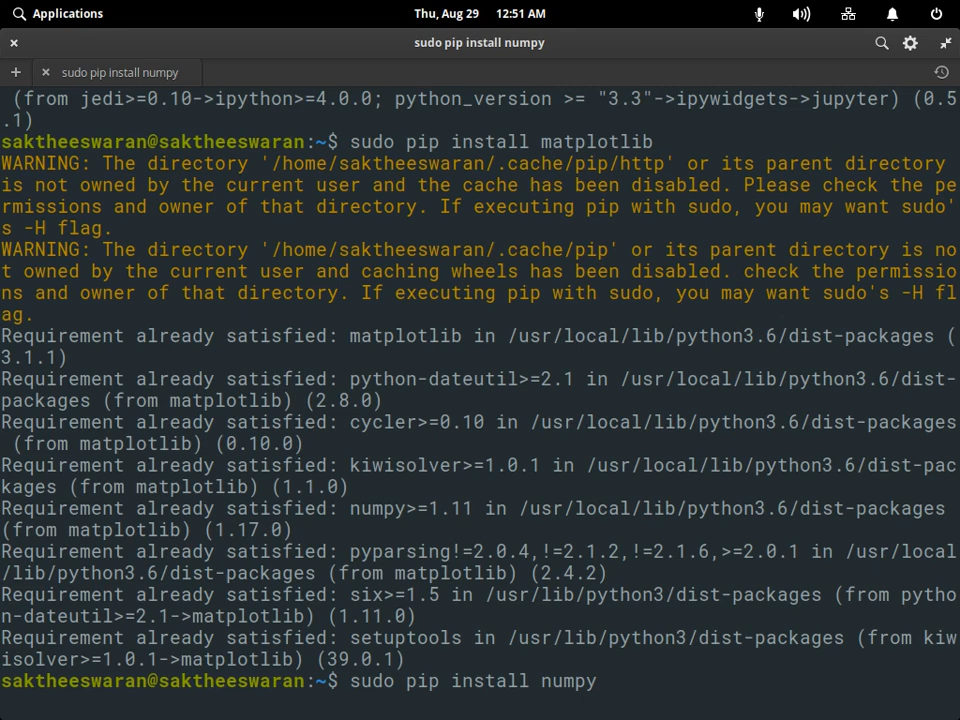 Applications
Thu, Aug 29 12:51 AM
sudo pip install numpy
sudo pip install numpy
(from jedi>=0.10->ipython>=4.0.0; python_version >= "3.3"->ipywidgets->jupyter) (0.5
.1)
saktheeswaran@saktheeswaran:~$ sudo pip install matplotlib
WARNING: The directory '/home/saktheeswaran/.cache/pip/http' or its parent directory
is not owned by the current user and the cache has been disabled. Please check the pe
rmissions and owner of that directory. If executing pip with sudo, you may want sudo'
s -H flag.
WARNING: The directory '/home/saktheeswaran/.cache/pip' or its parent directory is no
t owned by the current user and caching wheels has been disabled. check the permissio
ns and owner of that directory. If executing pip with sudo, you may want sudo's -H fl
ag.
Requirement already satisfied: matplotlib in /usr/local/lib/python3.6/dist-packages (
3.1.1)
Requirement already satisfied: python-dateutil>=2.1 in /usr/local/lib/python3.6/dist-
packages (from matplotlib) (2.8.0)
Requirement already satisfied: cycler>=0.10 in /usr/local/lib/python3.6/dist-packages
(from matplotlib) (0.10.0)
Requirement already satisfied: kiwisolver>=1.0.1 in /usr/local/lib/python3.6/dist-pac
kages (from matplotlib) (1.1.0)
Requirement already satisfied: numpy>=1.11 in /usr/local/lib/python3.6/dist-packages
(from matplotlib) (1.17.0)
Requirement already satisfied: pyparsing!=2.0.4,!=2.1.2,!=2.1.6,>=2.0.1 in /usr/local
/lib/python3.6/dist-packages (from matplotlib) (2.4.2)
Requirement already satisfied: six>=1.5 in /usr/lib/python3/dist-packages (from pytho
n-dateutil>=2.1->matplotlib) (1.11.0)
Requirement already satisfied: setuptools in /usr/lib/python3/dist-packages (from kiw
isolver>=1.0.1->matplotlib) (39.0.1)
saktheeswaran@saktheeswaran:~$ sudo pip install numpy